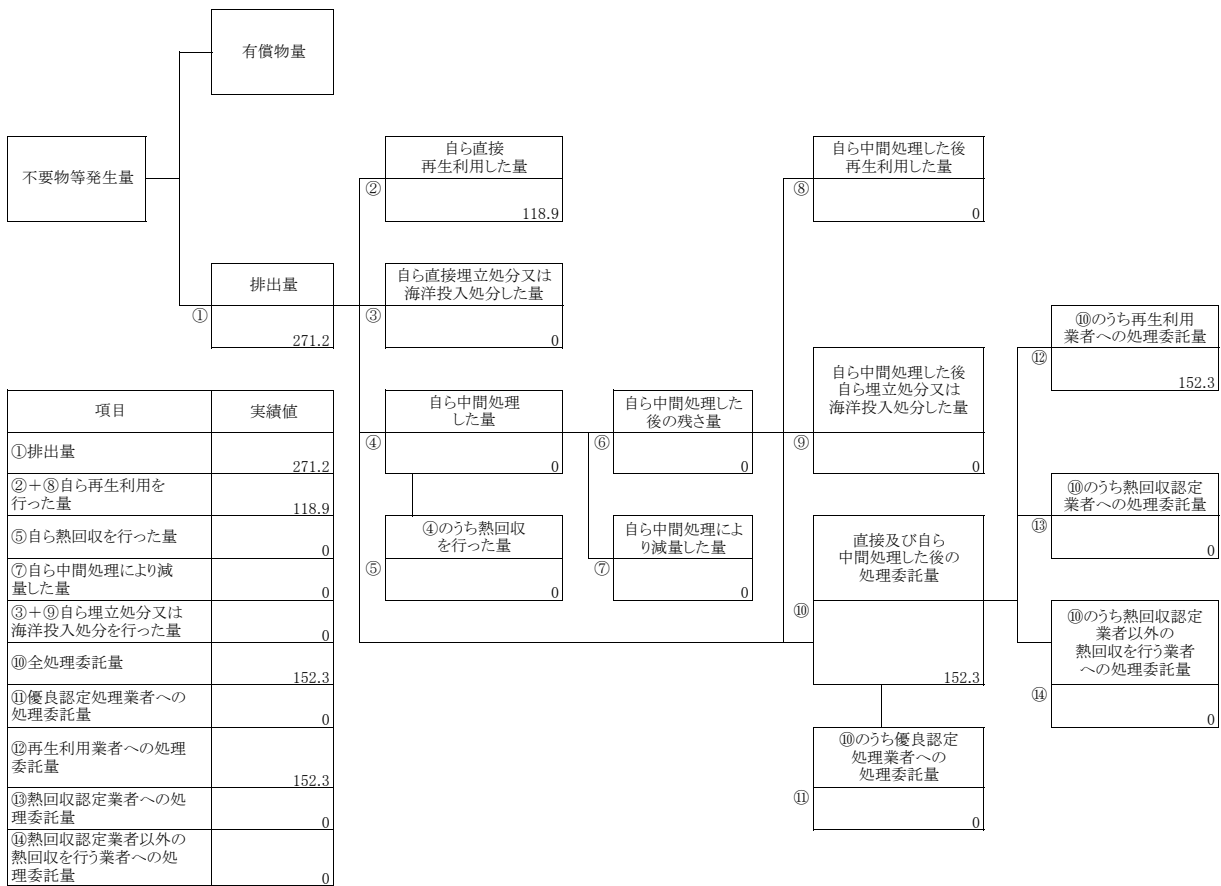 有償物量
不要物等発生量
排出量
①
271.2
自ら直接
再生利用した量
②
118.9
自ら直接埋立処分又は
海洋投入処分した量
③
0
自ら中間処理
した量
④
0
④のうち熱回収
を行った量
⑤
0
自ら中間処理した
後の残さ量
⑥
0
自ら中間処理によ
り減量した量
⑦
0
自ら中間処理した後
再生利用した量
⑧
0
自ら中間処理した後
自ら埋立処分又は
海洋投入処分した量
⑨
0
直接及び自ら
中間処理した後の
処理委託量
⑩
152.3
⑩のうち優良認定
処理業者への
処理委託量
⑪
0
⑩のうち再生利用
業者への処理委託量
⑫
152.3
⑩のうち熱回収認定
業者への処理委託量
⑬
0
⑩のうち熱回収認定
業者以外の
熱回収を行う業者
への処理委託量
⑭
0
項目 実績値
①排出量
271.2
②＋⑧自ら再生利用を
行った量
118.9
⑤自ら熱回収を行った量
0
⑦自ら中間処理により減
量した量
0
③＋⑨自ら埋立処分又は
海洋投入処分を行った量
0
⑩全処理委託量
152.3
⑪優良認定処理業者への
処理委託量
0
⑫再生利用業者への処理
委託量
152.3
⑬熱回収認定業者への処
理委託量
0
⑭熱回収認定業者以外の
熱回収を行う業者への処
理委託量
0